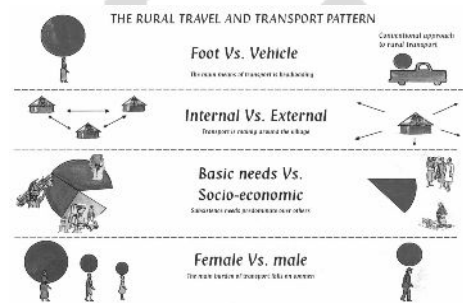 THE RURAL TRAVEL AND TRANSPORT PATTERN
Conventional approach
to rural transport
Foot Vs. Vehicle
The main means of transport is headloading
Internal Vs. External
Transport is mainly around the village
Basic needs Vs.
Socio-economic
Subsistence needs predominate over others
Female Vs. male
The main burden of transport falls on women